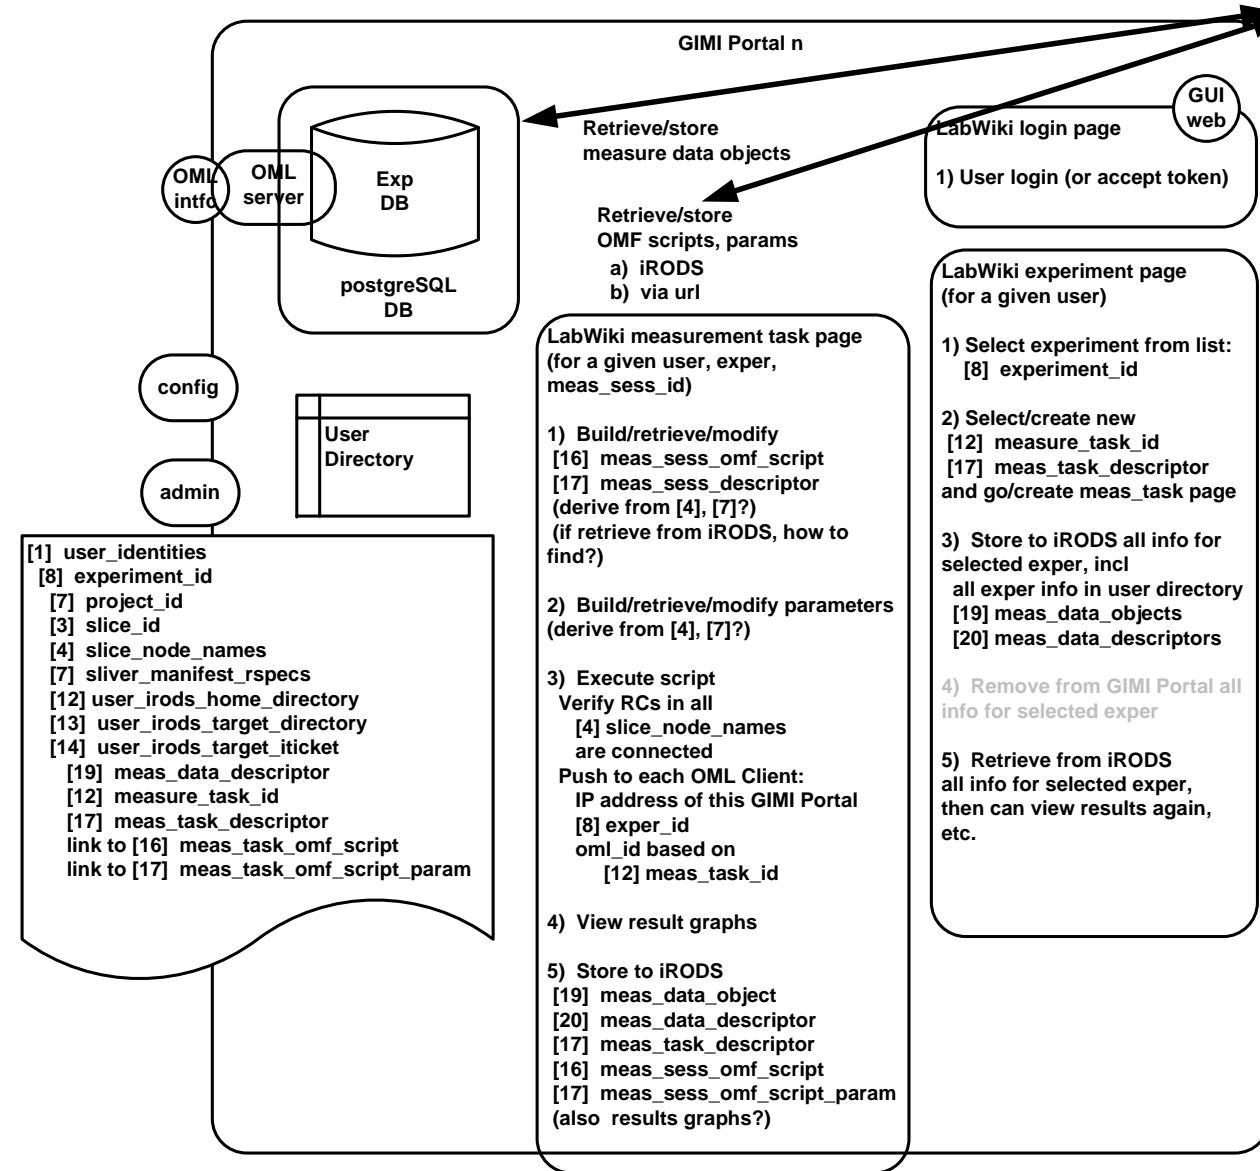 GIMI Portal n
GUI
web
Retrieve/store
measure data objects
LabWiki login page
1) User login (or accept token)
OML
intfc
OML
server
Exp
DB
postgreSQL
DB
Retrieve/store
OMF scripts, params
a) iRODS
b) via url
config
admin
User
Directory
[1] user_identities
[8] experiment_id
[7] project_id
[3] slice_id
[4] slice_node_names
[7] sliver_manifest_rspecs
[12] user_irods_home_directory
[13] user_irods_target_directory
[14] user_irods_target_iticket
[19] meas_data_descriptor
[12] measure_task_id
[17] meas_task_descriptor
link to [16] meas_task_omf_script
link to [17] meas_task_omf_script_param
LabWiki measurement task page
(for a given user, exper,
meas_sess_id)
1) Build/retrieve/modify
[16] meas_sess_omf_script
[17] meas_sess_descriptor
(derive from [4], [7]?)
(if retrieve from iRODS, how to
find?)
2) Build/retrieve/modify parameters
(derive from [4], [7]?)
3) Execute script
Verify RCs in all
[4] slice_node_names
are connected
Push to each OML Client:
IP address of this GIMI Portal
[8] exper_id
oml_id based on
[12] meas_task_id
4) View result graphs
5) Store to iRODS
[19] meas_data_object
[20] meas_data_descriptor
[17] meas_task_descriptor
[16] meas_sess_omf_script
[17] meas_sess_omf_script_param
(also results graphs?)
LabWiki experiment page
(for a given user)
1) Select experiment from list:
[8] experiment_id
2) Select/create new
[12] measure_task_id
[17] meas_task_descriptor
and go/create meas_task page
3) Store to iRODS all info for
selected exper, incl
all exper info in user directory
[19] meas_data_objects
[20] meas_data_descriptors
4) Remove from GIMI Portal all
info for selected exper
5) Retrieve from iRODS
all info for selected exper,
then can view results again,
etc.